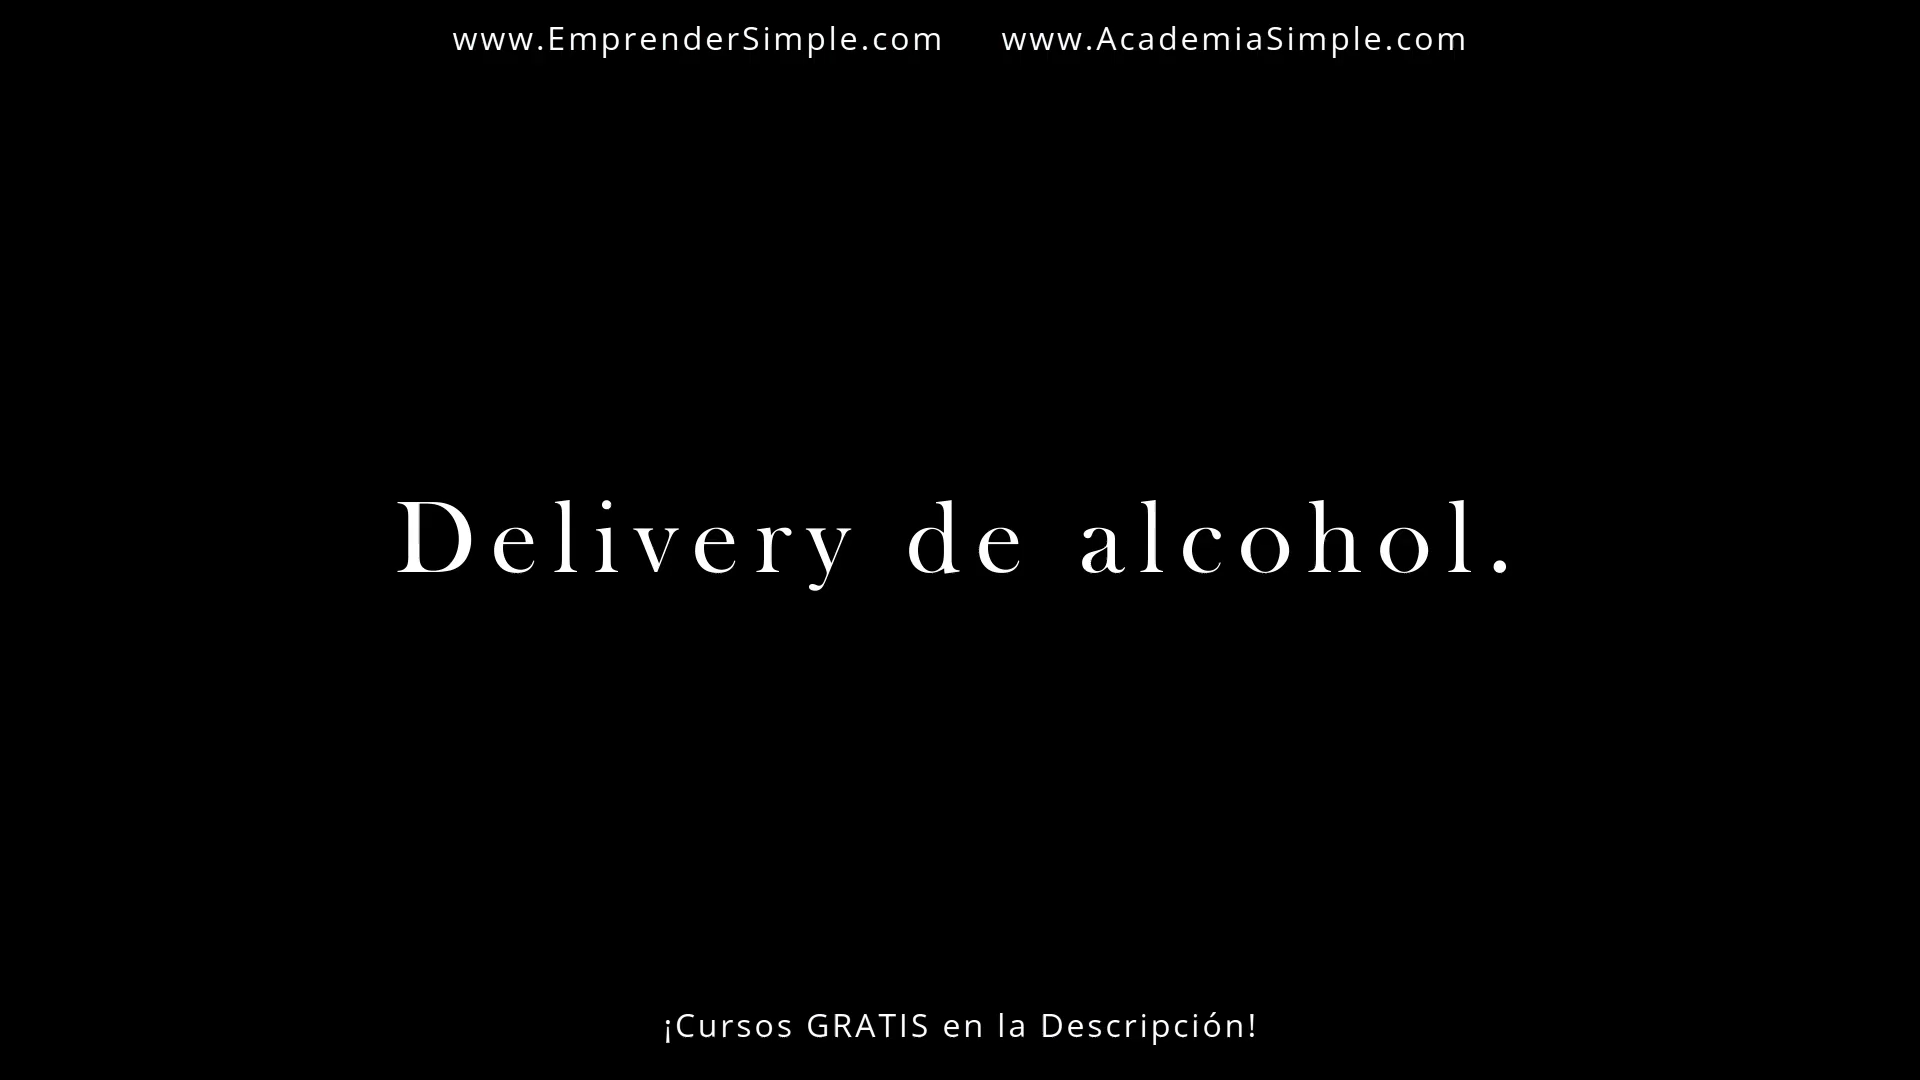 www.EmprenderSimple.com www.AcademiaSimple.com
Delivery de alcohol.
¡Cursos GRATIS en la Descripción!